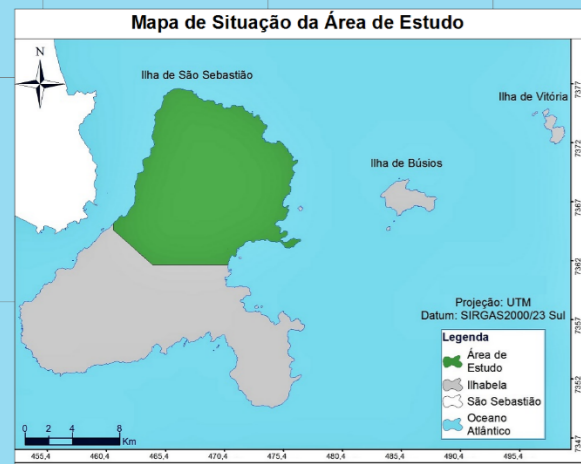 Mapa de Situação da Área de Estudo
N
Ilha de São Sebastião
Ilha de Vitória
Ilha de Búsios
7377
7372
7367
7362
7357
7352
7347
Projeção: UTM
Datum: SIRGAS2000/23 Sul
Legenda
Área de
Estudo
Ilhabela
São Sebastião
Oceano
Atlântico
0 2 4 8
Km
455,4 460,4 465,4 470,4 475,4 480,4 485,4 490,4 495,4